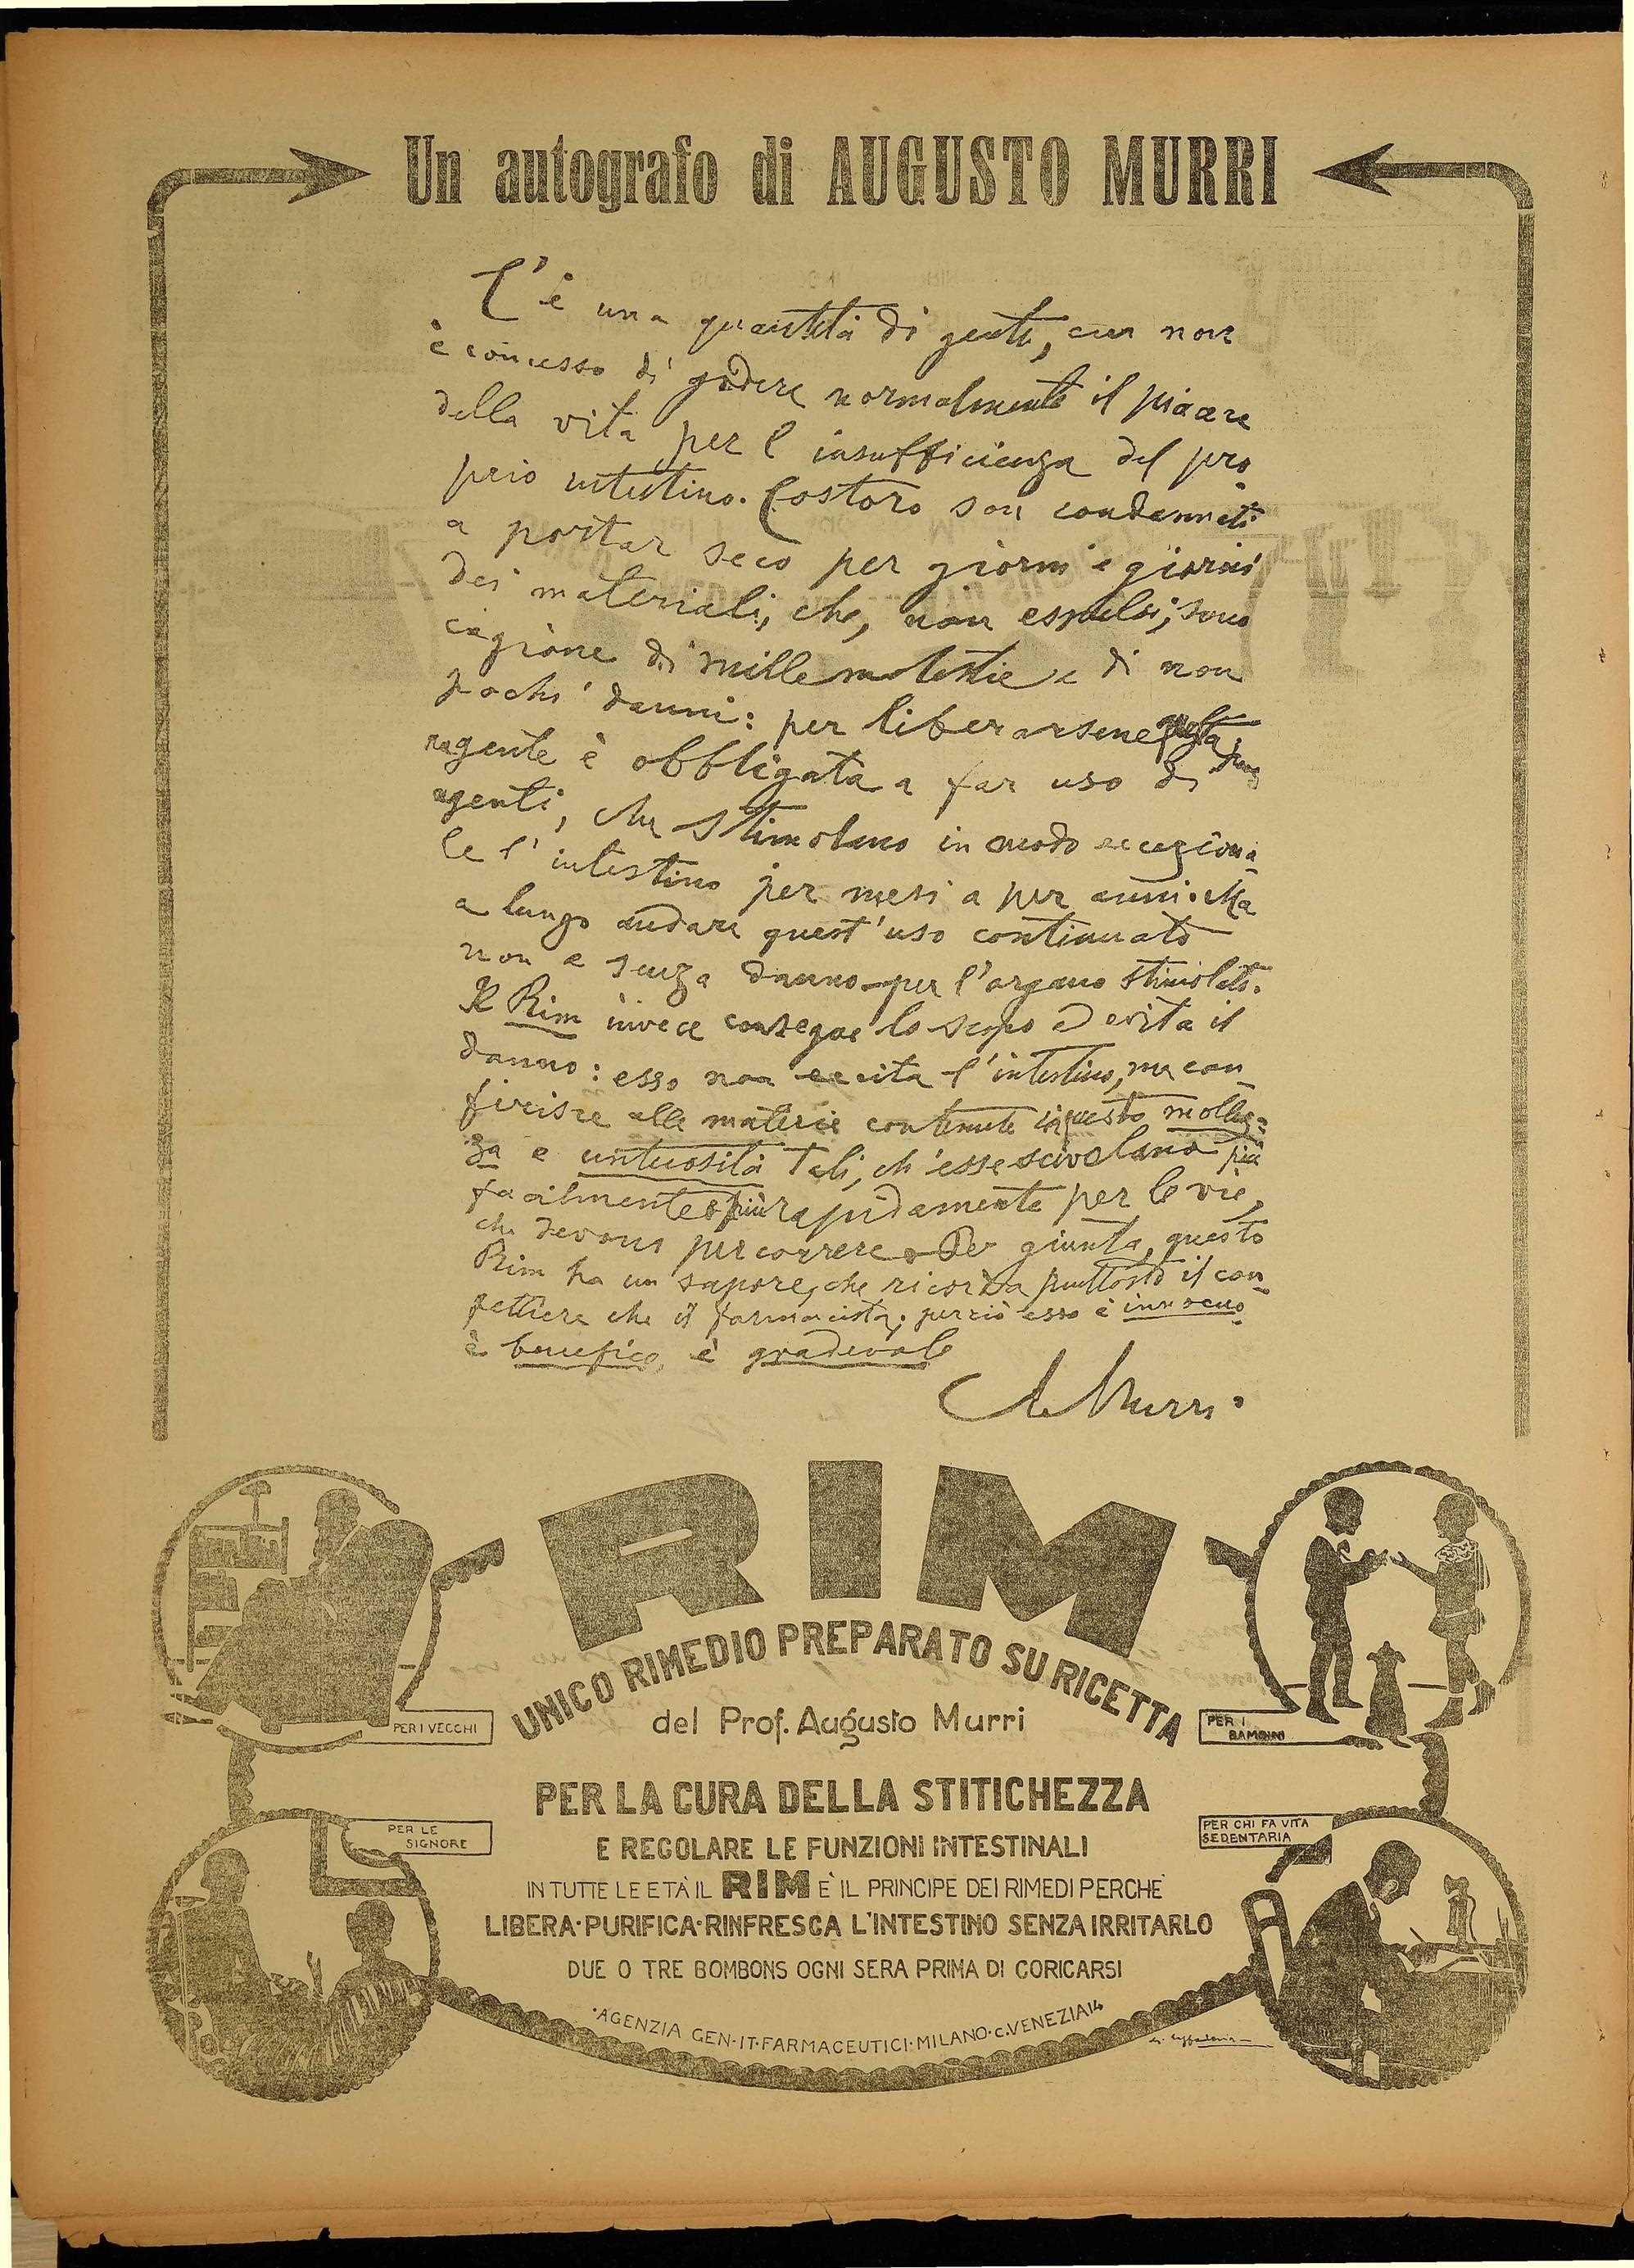 Un autografo di AUGUSTO MURRI
C'è una quantità di gente, cui non
è concesso di godere normalmente il piacere
della vita per l'insufficienza del pro
prio intestino. Costoro son condannati
a portar seco per giorni e giorni
dei materiali, che, non espulsi, sono
cagione di mille molestie e di non
pochi danni: per liberarsene questa
gente è obbligata a far uso di
agenti, che stimolano in modo ecceziona-
le l'intestino per mesi e per anni. Ma
a lungo andare quest'uso continuato
non è senza danno per l'organo stimolato.
Il Rim invece consegue lo scopo ed evita il
danno: esso non eccita l'intestino, ma con-
ferisce alle materie contenute in questo mollez-
za e untuosità tali, ch'esse scivolano più
facilmente e più rapidamente per le vie,
che devono percorrere. Per giunta, questo
Rim ha un sapore, che ricorda piuttosto il con-
fettiere che il farmacista; perciò esso è innocuo
è benefico, è gradevole
A. Murri.
RIM
UNICO RIMEDIO PREPARATO SU RICETTA
del Prof. Augusto Murri
PER I VECCHI
PER I
BAMBINI
PER LA CURA DELLA STITICHEZZA
PER LE
SIGNORE
PER CHI FA VITA
SEDENTARIA
E REGOLARE LE FUNZIONI INTESTINALI
IN TUTTE LE ETÀ IL RIM È IL PRINCIPE DEI RIMEDI PERCHÈ
LIBERA·PURIFICA·RINFRESCA L'INTESTINO SENZA IRRITARLO
DUE O TRE BOMBONS OGNI SERA PRIMA DI CORICARSI
·AGENZIA GEN·IT·FARMACEUTICI·MILANO·C.VENEZIA 14